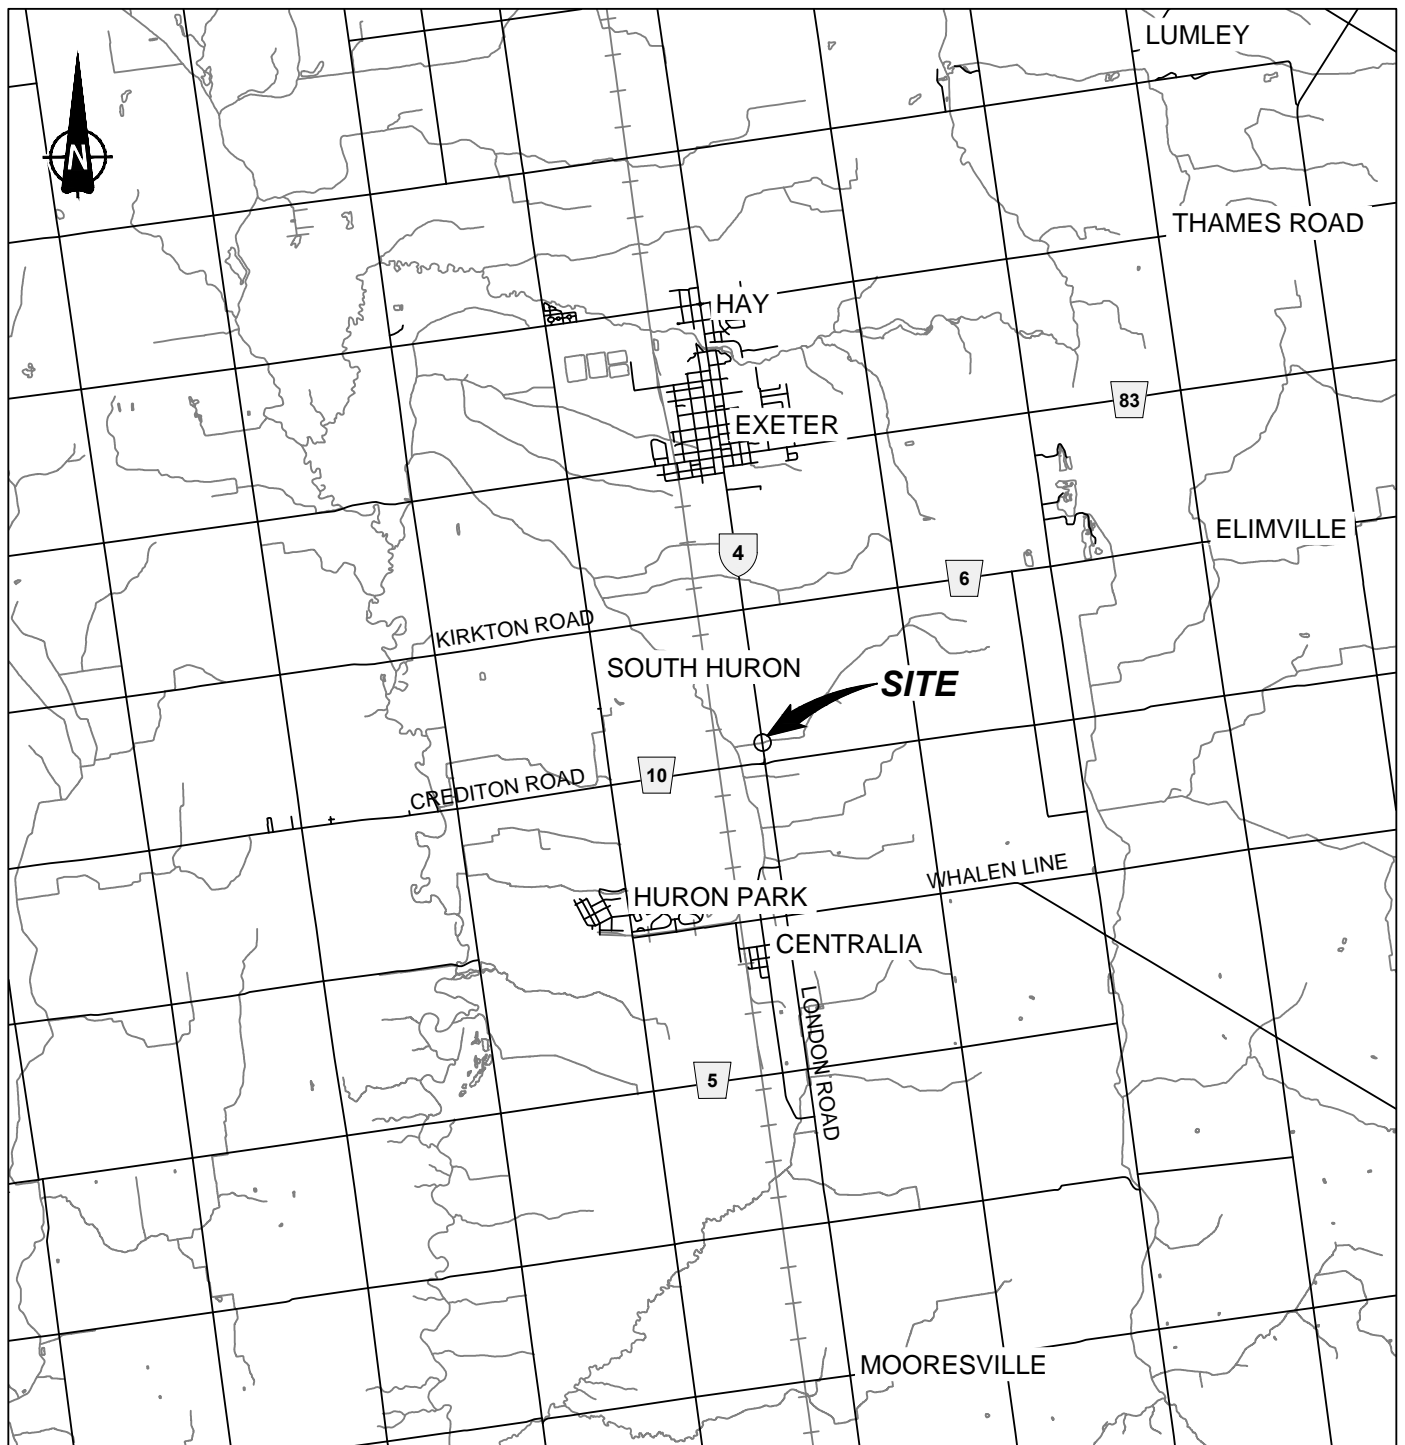 LUMLEY
N
THAMES ROAD
HAY
83
EXETER
ELIMVILLE
4
6
KIRKTON ROAD
SOUTH HURON
SITE
10
CREDITON ROAD
WHALEN LINE
HURON PARK
CENTRALIA
LONDON ROAD
5
MOORESVILLE